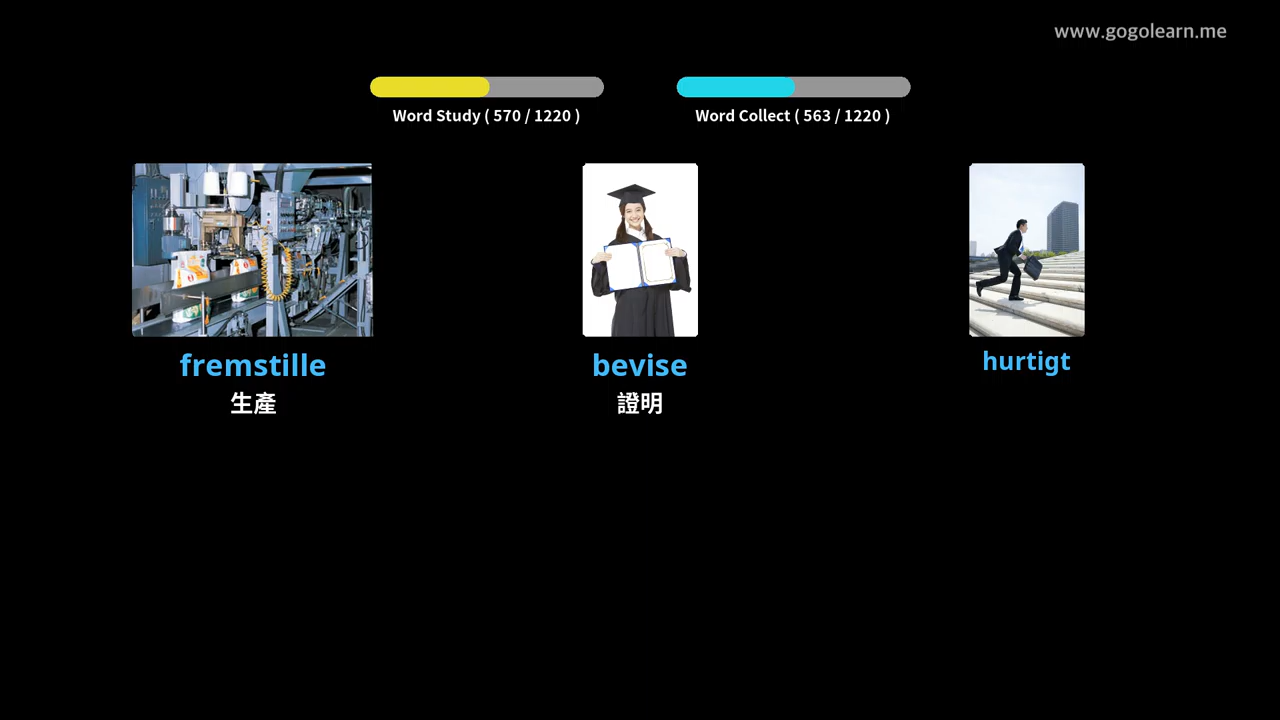 www.gogolearn.me
Word Study ( 570 / 1220 )
Word Collect ( 563 / 1220 )
fremstille
生產
bevise
證明
hurtigt